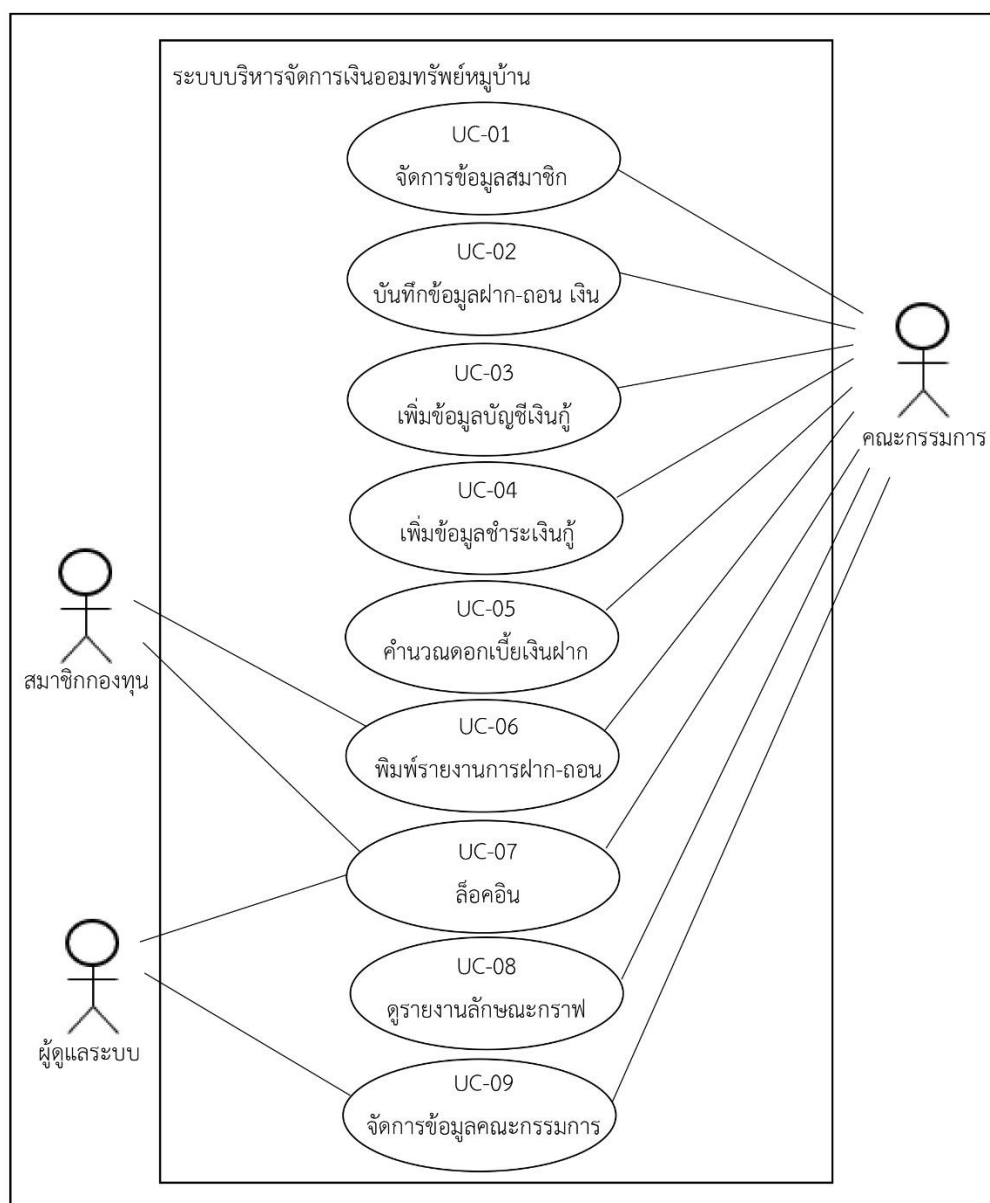 ระบบบริหารจัดการเงินออมทรัพย์หมู่บ้าน
UC-01
จัดการข้อมูลสมาชิก
UC-02
บันทึกข้อมูลฝาก-ถอน เงิน
UC-03
เพิ่มข้อมูลบัญชีเงินกู้
คณะกรรมการ
UC-04
เพิ่มข้อมูลชำระเงินกู้
UC-05
คำนวณดอกเบี้ยเงินฝาก
สมาชิกกองทุน
UC-06
พิมพ์รายงานการฝาก-ถอน
UC-07
ล็อคอิน
UC-08
ดูรายงานลักษณะกราฟ
ผู้ดูแลระบบ
UC-09
จัดการข้อมูลคณะกรรมการ